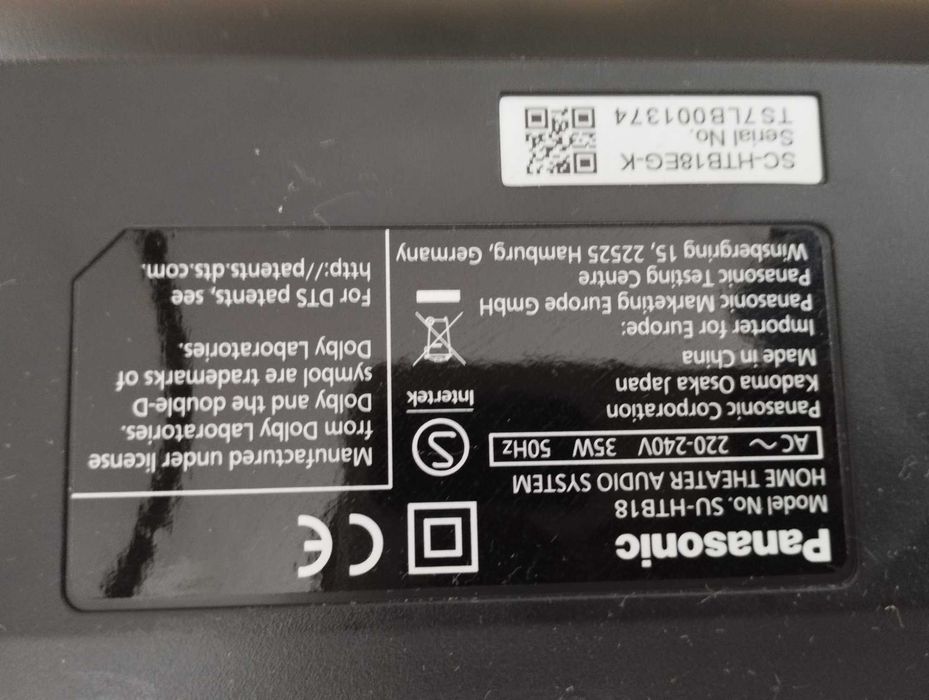 Panasonic
Model No. SU-HTB18
HOME THEATER AUDIO SYSTEM
AC～ 220-240V 35W 50Hz
Panasonic Corporation
Kadoma Osaka Japan
Made in China
Importer for Europe:
Panasonic Marketing Europe GmbH
Panasonic Testing Centre
Winsbergring 15, 22525 Hamburg, Germany
CE
S
Intertek
Manufactured under license
from Dolby Laboratories.
Dolby and the double-D
symbol are trademarks of
Dolby Laboratories.
For DTS patents, see
http://patents.dts.com.
SC-HTB18EG-K
Serial No.
TS7LB001374